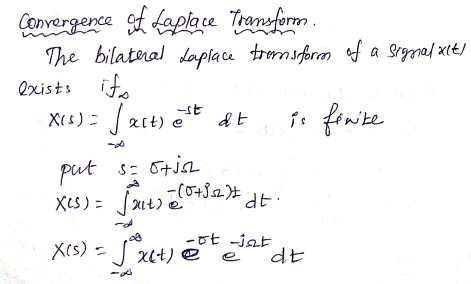 Convergence of Laplace Transform.
The bilateral Laplace transform of a Signal x(t)
exists if
X(s) = ∫_{-∞}^{∞} x(t) e^{-st} dt is finite
put s = σ+jΩ
X(s) = ∫_{-∞}^{∞} x(t) e^{-(σ+jΩ)t} dt.
X(s) = ∫_{-∞}^{∞} x(t) e^{-σt} e^{-jΩt} dt